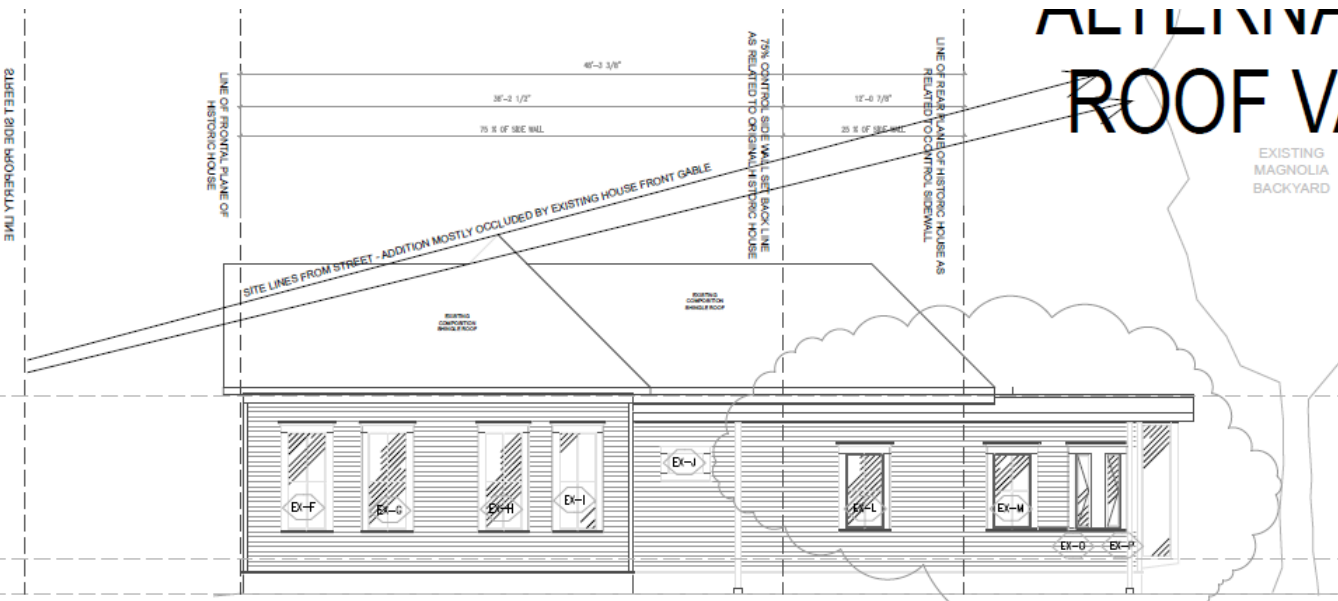 ALTERNA
ROOF VA
STREET SIDE PROPERTY LINE
LINE OF FRONTAL PLANE OF
HISTORIC HOUSE
75% CONTROL SIDE WALL SET BACK LINE
AS RELATED TO ORIGINAL HISTORIC HOUSE
LINE OF REAR PLANE OF HISTORIC HOUSE AS
RELATED TO CONTROL SIDEWALL
48'-3 3/8"
36'-2 1/2"
12'-0 7/8"
75 % OF SIDE WALL
25 % OF SIDE WALL
EXISTING
MAGNOLIA
BACKYARD
SITE LINES FROM STREET - ADDITION MOSTLY OCCLUDED BY EXISTING HOUSE FRONT GABLE
EXISTING
COMPOSITION
SHINGLE ROOF
EXISTING
COMPOSITION
SHINGLE ROOF
EX-F
EX-G
EX-H
EX-I
EX-J
EX-L
EX-M
EX-O
EX-P